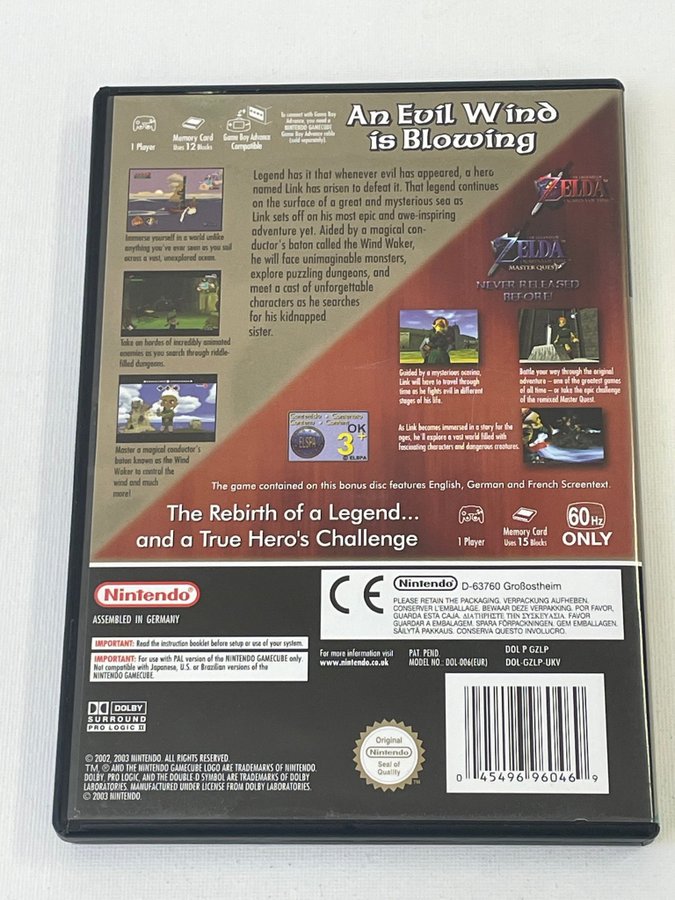 An Evil Wind
is Blowing
1 Player
Memory Card
Uses 12 Blocks
Game Boy Advance
Compatible
To connect with Game Boy
Advance, you need a
NINTENDO GAMECUBE
Game Boy Advance cable
(sold separately).
Legend has it that whenever evil has appeared, a hero
named Link has arisen to defeat it. That legend continues
on the surface of a great and mysterious sea as
Link sets off on his most epic and awe-inspiring
adventure yet. Aided by a magical con-
ductor's baton called the Wind Waker,
he will face unimaginable monsters,
explore puzzling dungeons, and
meet a cast of unforgettable
characters as he searches
for his kidnapped
sister.
Immerse yourself in a world unlike
anything you've ever seen as you sail
across a vast, unexplored ocean.
Take on hordes of incredibly animated
enemies as you search through riddle-
filled dungeons.
Master a magical conductor's
baton known as the Wind
Waker to control the
wind and much
more!
THE LEGEND OF
ZELDA
THE LEGEND OF
ZELDA
MASTER QUEST
NEVER RELEASED
BEFORE!
Guided by a mysterious ocarina,
Link will have to travel through
time as he fights evil in different
stages of his life.
Battle your way through the original
adventure - one of the greatest games
of all time - or take the epic challenge
of the remixed Master Quest.
As Link becomes immersed in a story for the
ages, he'll explore a vast world filled with
fascinating characters and dangerous creatures.
ELSPA
OK
3+
© ELSPA
The game contained on this bonus disc features English, German and French Screentext.
The Rebirth of a Legend...
and a True Hero's Challenge
1 Player
Memory Card
Uses 15 Blocks
60Hz
ONLY
Nintendo
ASSEMBLED IN GERMANY
CE
Nintendo D-63760 Großostheim
PLEASE RETAIN THE PACKAGING. VERPACKUNG AUFHEBEN.
CONSERVER L'EMBALLAGE. BEWAAR DEZE VERPAKKING. POR FAVOR,
GUARDA ESTA CAJA. ΔΙΑΤΗΡΗΣΤΕ ΤΗΝ ΣΥΣΚΕΥΑΣΙΑ. FAVOR
GUARDAR A EMBALAGEM. SPARA FÖRPACKNINGEN. GEM EMBALLAGEN.
SÄILYTÄ PAKKAUS. CONSERVA QUESTO INVOLUCRO.
IMPORTANT: Read the instruction booklet before setup or use of your system.
IMPORTANT: For use with PAL version of the NINTENDO GAMECUBE only.
Not compatible with Japanese, U.S. or Brazilian versions of the
NINTENDO GAMECUBE.
For more information visit
www.nintendo.co.uk
PAT. PEND.
MODEL NO.: DOL-006(EUR)
DOL P GZLP
DOL-GZLP-UKV
DOLBY
SURROUND
PRO LOGIC II
Original
Nintendo
Seal of
Quality
TM
0 45496 96046 9
© 2002, 2003 NINTENDO. ALL RIGHTS RESERVED.
TM, ® AND THE NINTENDO GAMECUBE LOGO ARE TRADEMARKS OF NINTENDO.
DOLBY, PRO LOGIC, AND THE DOUBLE-D SYMBOL ARE TRADEMARKS OF DOLBY
LABORATORIES. MANUFACTURED UNDER LICENSE FROM DOLBY LABORATORIES.
© 2003 NINTENDO.